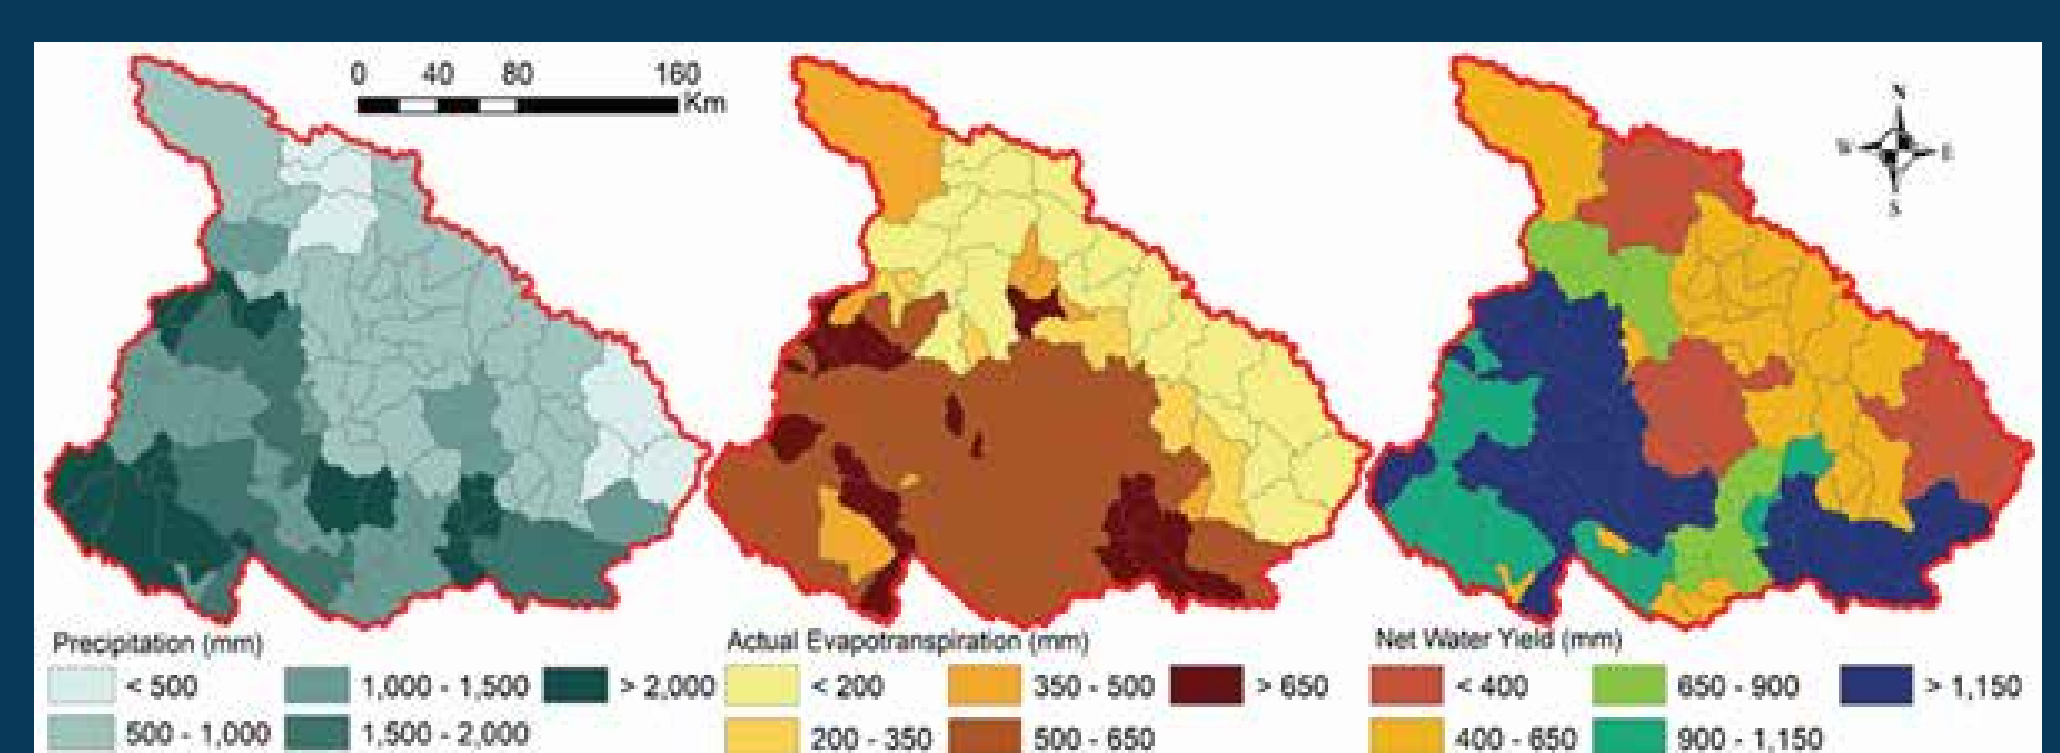 0 40 80 160
Km
N
W E
S
Precipitation (mm)
< 500 1,000 - 1,500 > 2,000
500 - 1,000 1,500 - 2,000
Actual Evapotranspiration (mm)
< 200 350 - 500 > 650
200 - 350 500 - 650
Net Water Yield (mm)
< 400 650 - 900 > 1,150
400 - 650 900 - 1,150